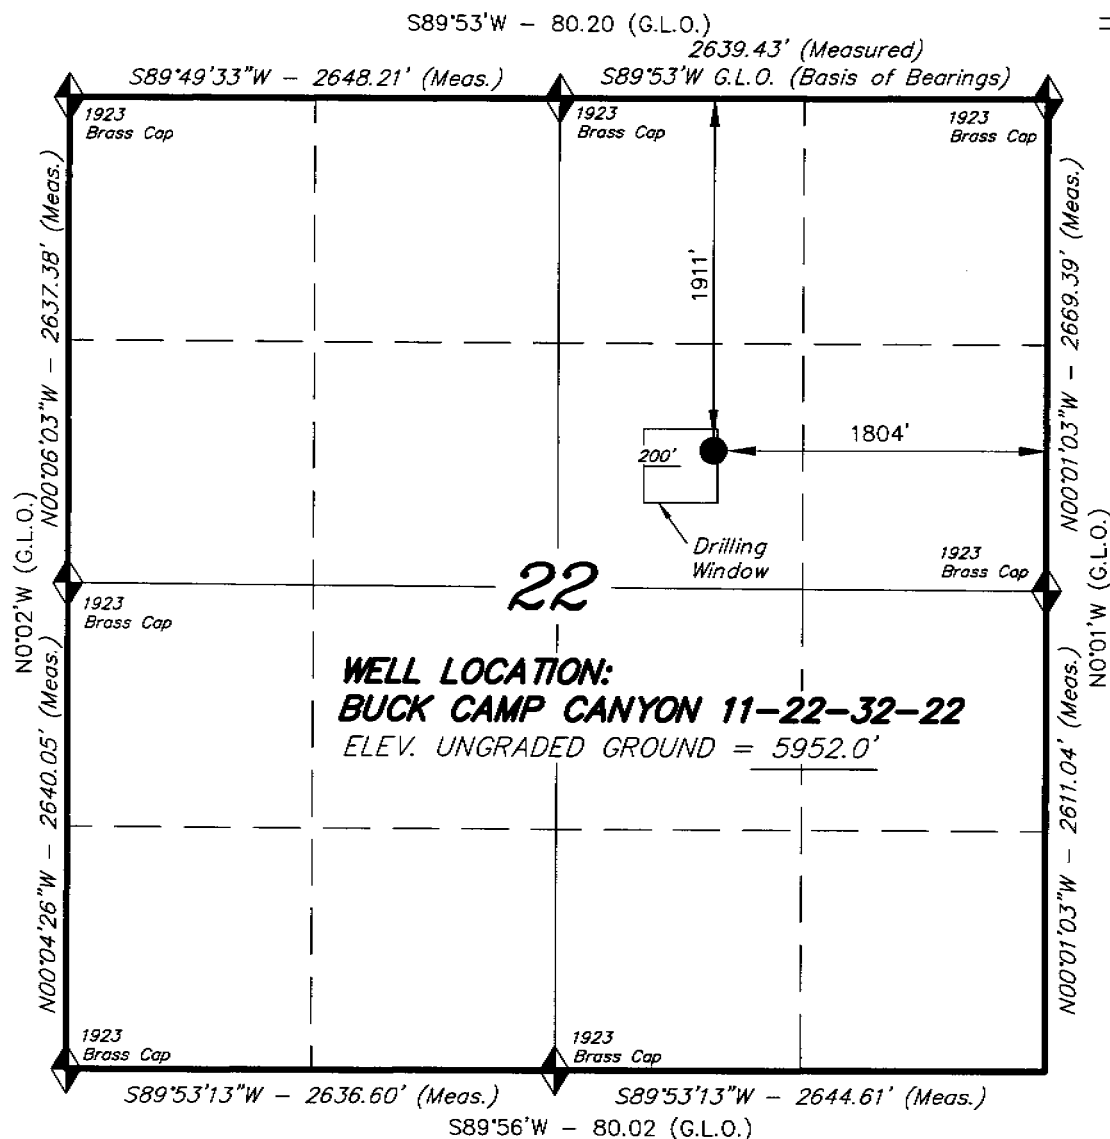 S89°53'W – 80.20 (G.L.O.)
2639.43' (Measured)
S89°49'33"W – 2648.21' (Meas.)
S89°53'W G.L.O. (Basis of Bearings)
1923
Brass Cap
1923
Brass Cap
1923
Brass Cap
N00°06'03"W – 2637.38' (Meas.)
N00°01'03"W – 2669.39' (Meas.)
1911'
1804'
200'
Drilling
Window
N0°02'W (G.L.O.)
N0°01'W (G.L.O.)
1923
Brass Cap
1923
Brass Cap
22
WELL LOCATION:
BUCK CAMP CANYON 11–22–32–22
ELEV. UNGRADED GROUND = 5952.0'
N00°04'26"W – 2640.05' (Meas.)
N00°01'03"W – 2611.04' (Meas.)
1923
Brass Cap
1923
Brass Cap
S89°53'13"W – 2636.60' (Meas.)
S89°53'13"W – 2644.61' (Meas.)
S89°56'W – 80.02 (G.L.O.)